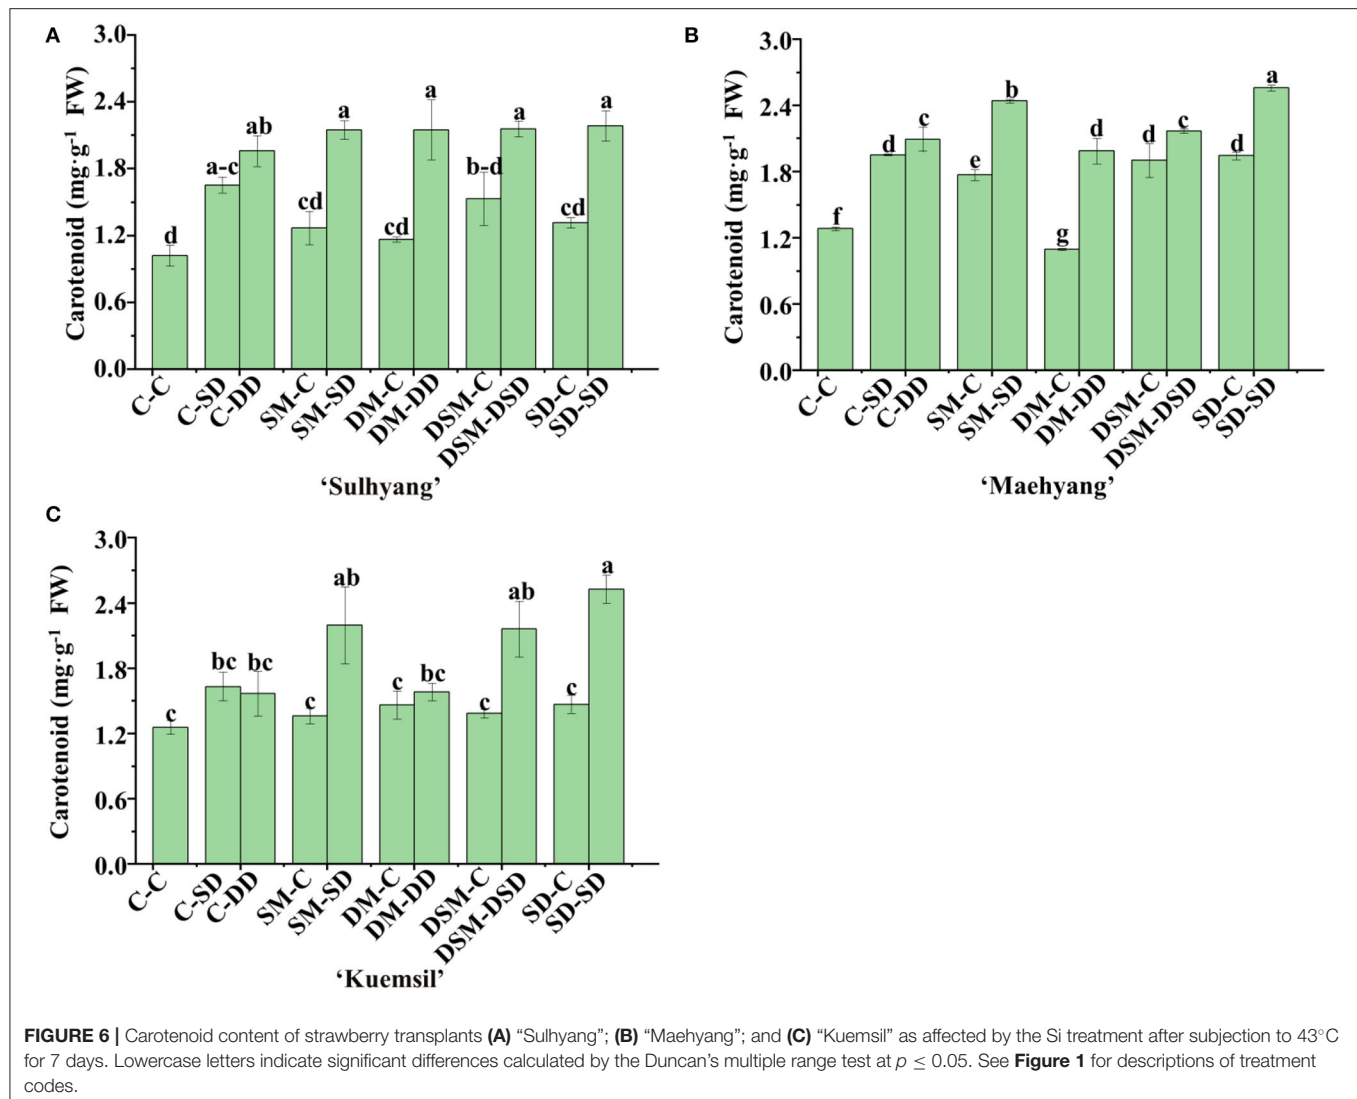 A
3.0
2.4
1.8
1.2
0.6
0.0
Carotenoid (mg·g⁻¹ FW)
d
a-c
ab
cd
a
cd
a
b-d
a
cd
a
C-C
C-SD
C-DD
SM-C
SM-SD
DM-C
DM-DD
DSM-C
DSM-DSD
SD-C
SD-SD
‘Sulhyang’
B
3.0
2.4
1.8
1.2
0.6
0.0
Carotenoid (mg·g⁻¹ FW)
f
d
c
e
b
g
d
d
c
d
a
C-C
C-SD
C-DD
SM-C
SM-SD
DM-C
DM-DD
DSM-C
DSM-DSD
SD-C
SD-SD
‘Maehyang’
C
3.0
2.4
1.8
1.2
0.6
0.0
Carotenoid (mg·g⁻¹ FW)
c
bc
bc
c
ab
c
bc
c
ab
c
a
C-C
C-SD
C-DD
SM-C
SM-SD
DM-C
DM-DD
DSM-C
DSM-DSD
SD-C
SD-SD
‘Kuemsil’
FIGURE 6 | Carotenoid content of strawberry transplants (A) “Sulhyang”; (B) “Maehyang”; and (C) “Kuemsil” as affected by the Si treatment after subjection to 43°C
for 7 days. Lowercase letters indicate significant differences calculated by the Duncan’s multiple range test at p ≤ 0.05. See Figure 1 for descriptions of treatment
codes.